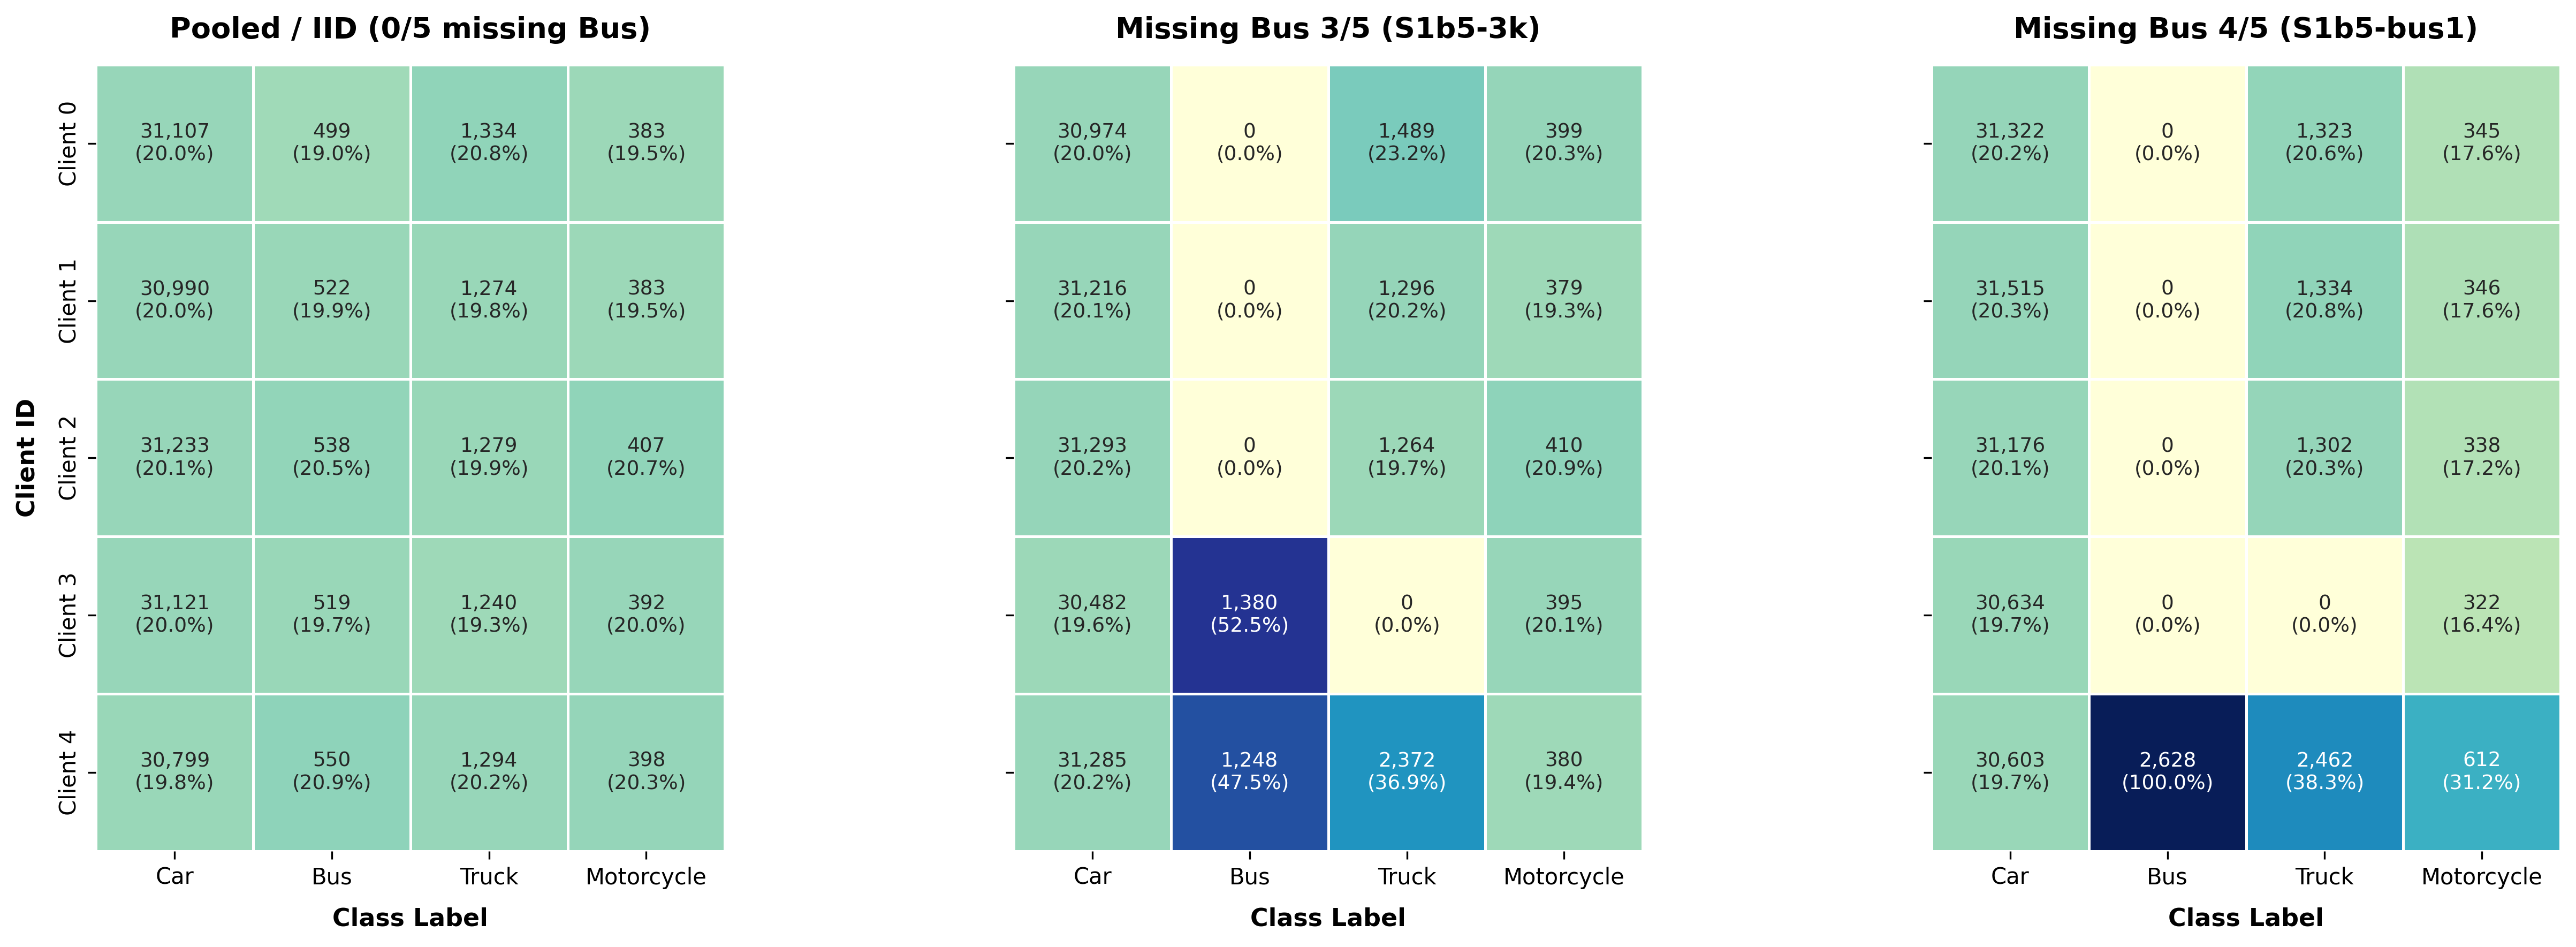 Pooled / IID (0/5 missing Bus)
Client ID
Client 0
31,107 499 1,334 383
(20.0%) (19.0%) (20.8%) (19.5%)
Client 1
30,990 522 1,274 383
(20.0%) (19.9%) (19.8%) (19.5%)
Client 2
31,233 538 1,279 407
(20.1%) (20.5%) (19.9%) (20.7%)
Client 3
31,121 519 1,240 392
(20.0%) (19.7%) (19.3%) (20.0%)
Client 4
30,799 550 1,294 398
(19.8%) (20.9%) (20.2%) (20.3%)
Car Bus Truck Motorcycle
Class Label
Missing Bus 3/5 (S1b5-3k)
30,974 0 1,489 399
(20.0%) (0.0%) (23.2%) (20.3%)
31,216 0 1,296 379
(20.1%) (0.0%) (20.2%) (19.3%)
31,293 0 1,264 410
(20.2%) (0.0%) (19.7%) (20.9%)
30,482 1,380 0 395
(19.6%) (52.5%) (0.0%) (20.1%)
31,285 1,248 2,372 380
(20.2%) (47.5%) (36.9%) (19.4%)
Car Bus Truck Motorcycle
Class Label
Missing Bus 4/5 (S1b5-bus1)
31,322 0 1,323 345
(20.2%) (0.0%) (20.6%) (17.6%)
31,515 0 1,334 346
(20.3%) (0.0%) (20.8%) (17.6%)
31,176 0 1,302 338
(20.1%) (0.0%) (20.3%) (17.2%)
30,634 0 0 322
(19.7%) (0.0%) (0.0%) (16.4%)
30,603 2,628 2,462 612
(19.7%) (100.0%) (38.3%) (31.2%)
Car Bus Truck Motorcycle
Class Label